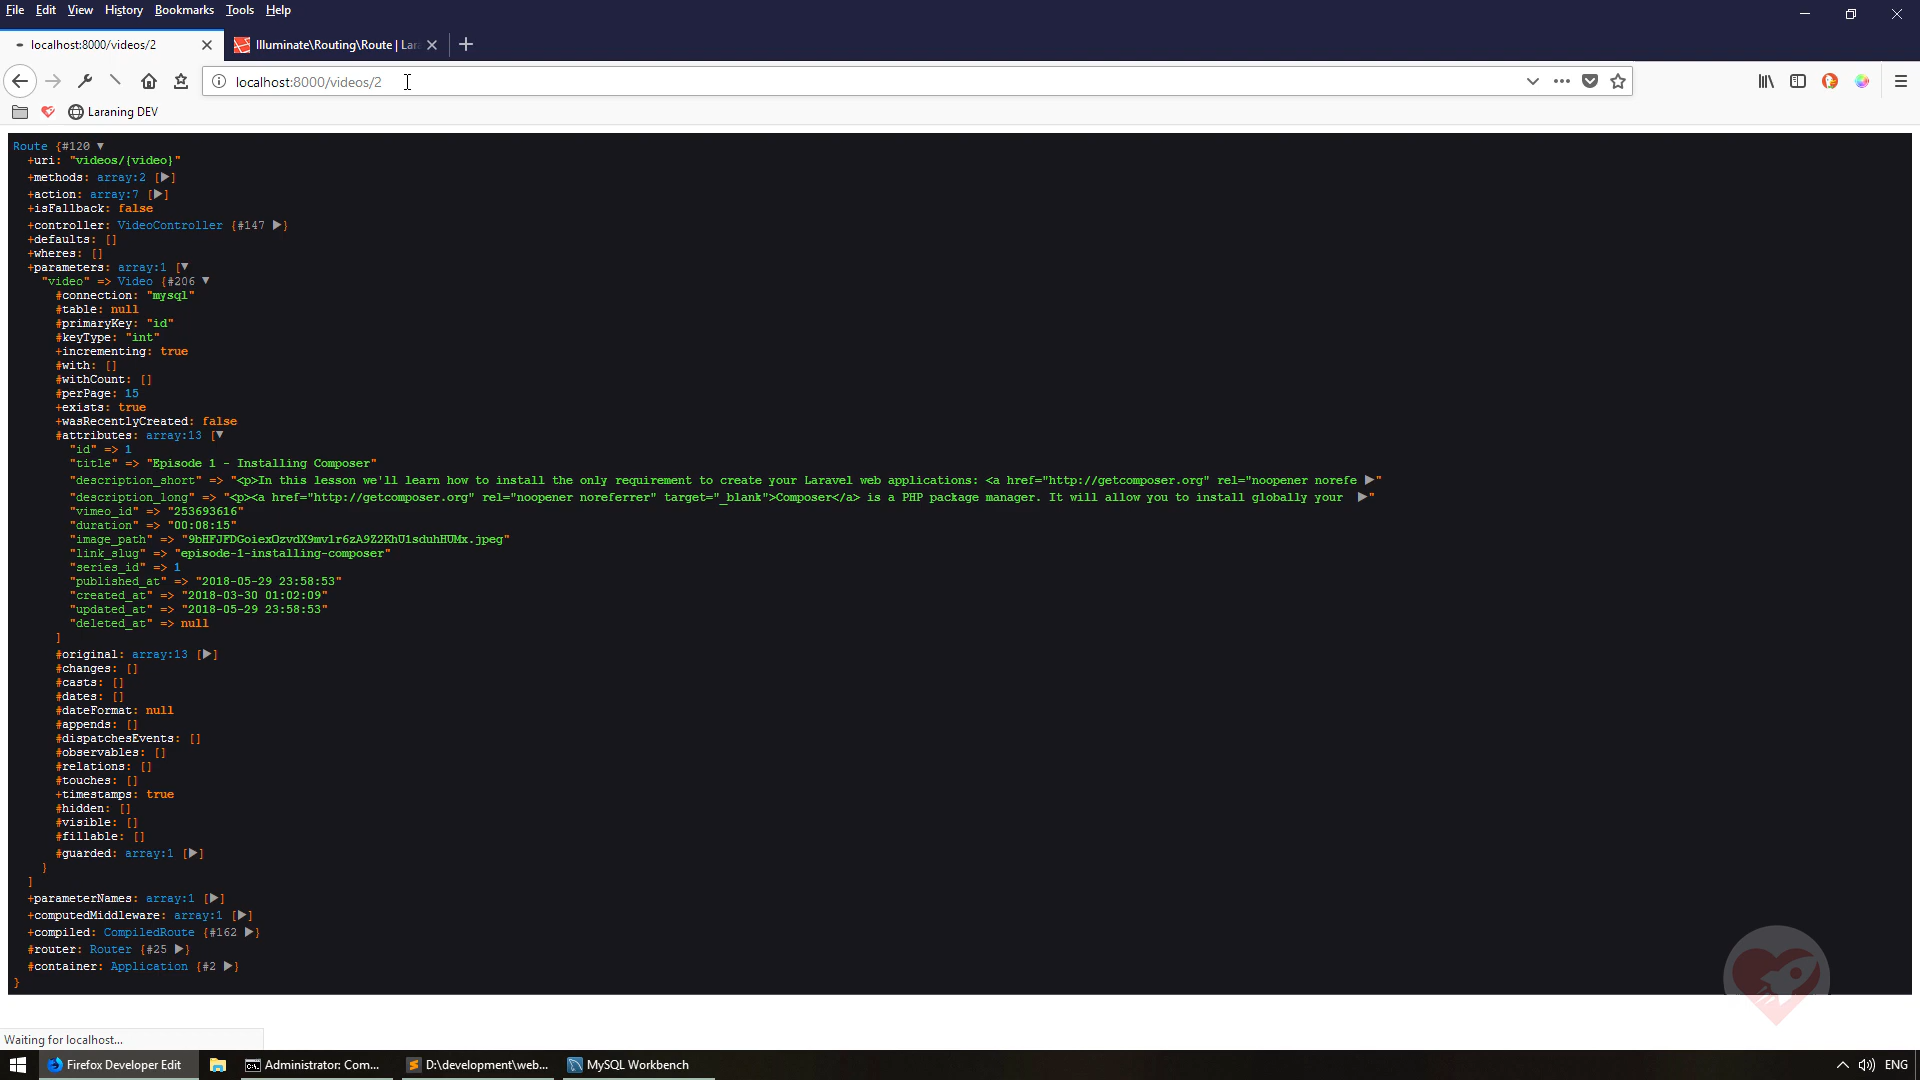 File Edit View History Bookmarks Tools Help
localhost:8000/videos/2
Illuminate\Routing\Route | Lara
localhost:8000/videos/2
Laraning DEV
Route {#120 ▼
+uri: "videos/{video}"
+methods: array:2 [▶]
+action: array:7 [▶]
+isFallback: false
+controller: VideoController {#147 ▶}
+defaults: []
+wheres: []
+parameters: array:1 [▼
"video" => Video {#206 ▼
#connection: "mysql"
#table: null
#primaryKey: "id"
#keyType: "int"
+incrementing: true
#with: []
#withCount: []
#perPage: 15
+exists: true
+wasRecentlyCreated: false
#attributes: array:13 [▼
"id" => 1
"title" => "Episode 1 - Installing Composer"
"description_short" => "<p>In this lesson we'll learn how to install the only requirement to create your Laravel web applications: <a href="http://getcomposer.org" rel="noopener norefe ▶"
"description_long" => "<p><a href="http://getcomposer.org" rel="noopener noreferrer" target="_blank">Composer</a> is a PHP package manager. It will allow you to install globally your ▶"
"vimeo_id" => "253693616"
"duration" => "00:08:15"
"image_path" => "9bHFJFDGoiexOzvdX9mvlr6zA9Z2KhU1sduhHUMx.jpeg"
"link_slug" => "episode-1-installing-composer"
"series_id" => 1
"published_at" => "2018-05-29 23:58:53"
"created_at" => "2018-03-30 01:02:09"
"updated_at" => "2018-05-29 23:58:53"
"deleted_at" => null
]
#original: array:13 [▶]
#changes: []
#casts: []
#dates: []
#dateFormat: null
#appends: []
#dispatchesEvents: []
#observables: []
#relations: []
#touches: []
+timestamps: true
#hidden: []
#visible: []
#fillable: []
#guarded: array:1 [▶]
}
]
+parameterNames: array:1 [▶]
+computedMiddleware: array:1 [▶]
+compiled: CompiledRoute {#162 ▶}
#router: Router {#25 ▶}
#container: Application {#2 ▶}
}
Waiting for localhost...
Firefox Developer Edit
Administrator: Com...
D:\development\web...
MySQL Workbench
ENG